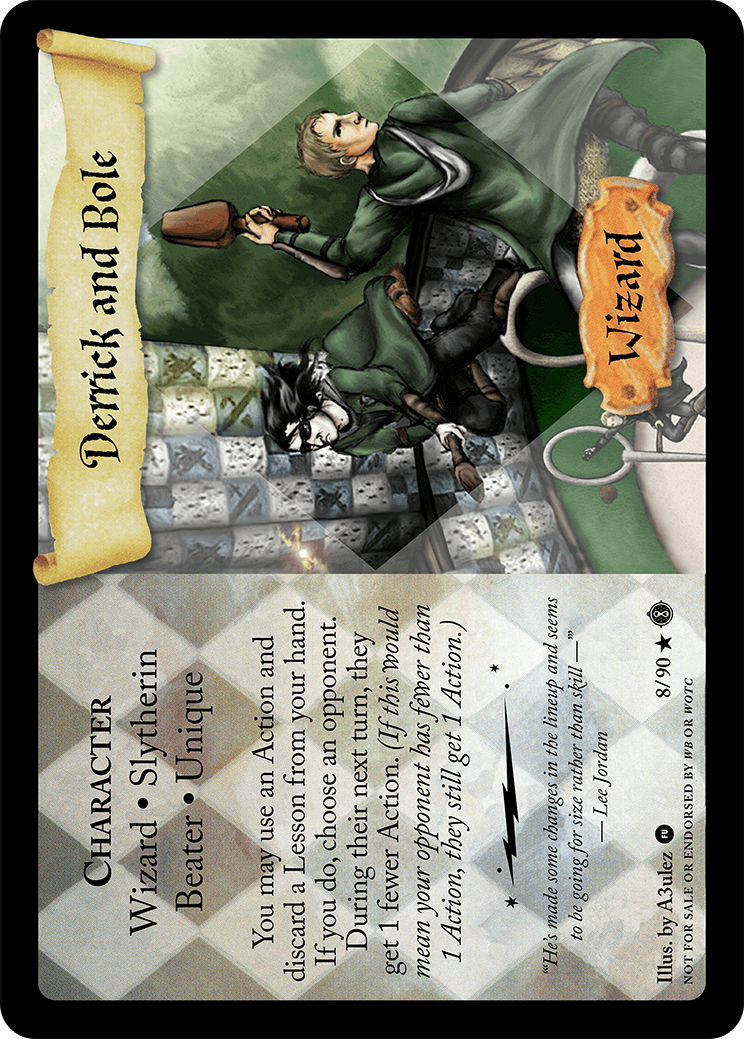 Derrick and Bole
Wizard
CHARACTER
Wizard • Slytherin
Beater • Unique
You may use an Action and
discard a Lesson from your hand.
If you do, choose an opponent.
During their next turn, they
get 1 fewer Action. (If this would
mean your opponent has fewer than
1 Action, they still get 1 Action.)
“‘He’s made some changes in the lineup and seems
to be going for size rather than skill —’”
— Lee Jordan
Illus. by A3ulez FU 8/90 ★
NOT FOR SALE OR ENDORSED BY WB OR WOTC